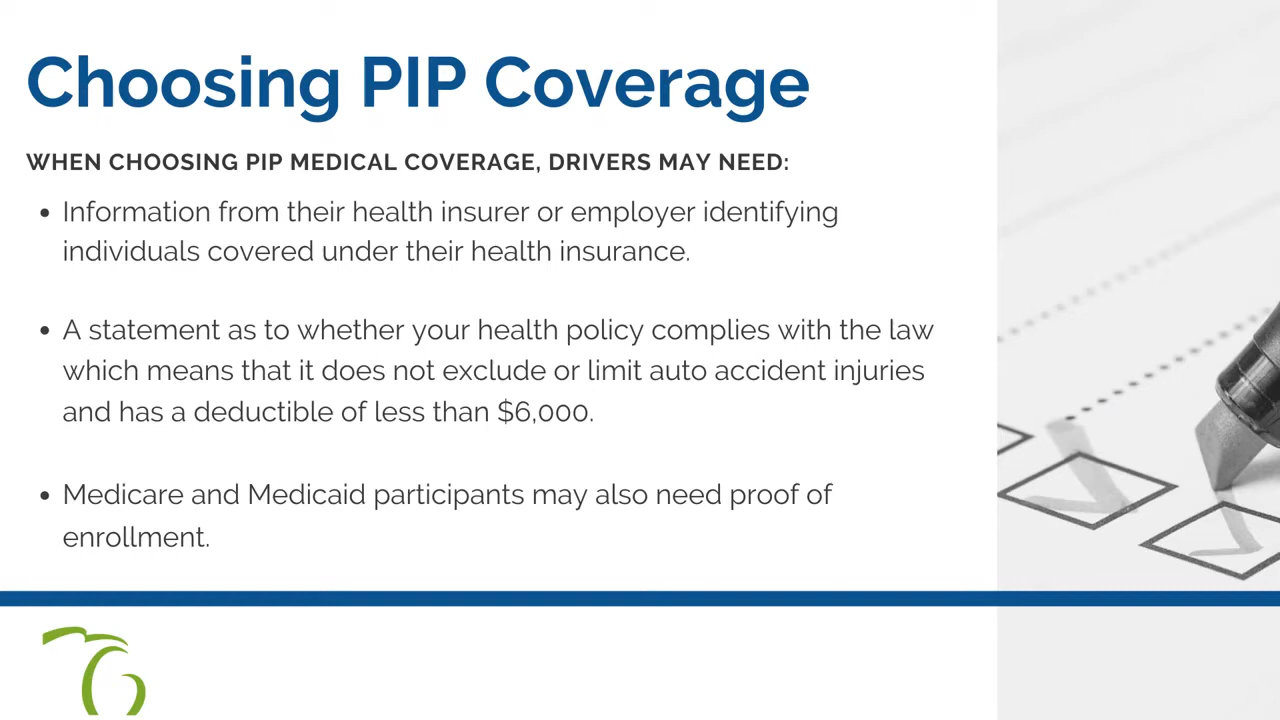 Choosing PIP Coverage
WHEN CHOOSING PIP MEDICAL COVERAGE, DRIVERS MAY NEED:
• Information from their health insurer or employer identifying
individuals covered under their health insurance.
• A statement as to whether your health policy complies with the law
which means that it does not exclude or limit auto accident injuries
and has a deductible of less than $6,000.
• Medicare and Medicaid participants may also need proof of
enrollment.